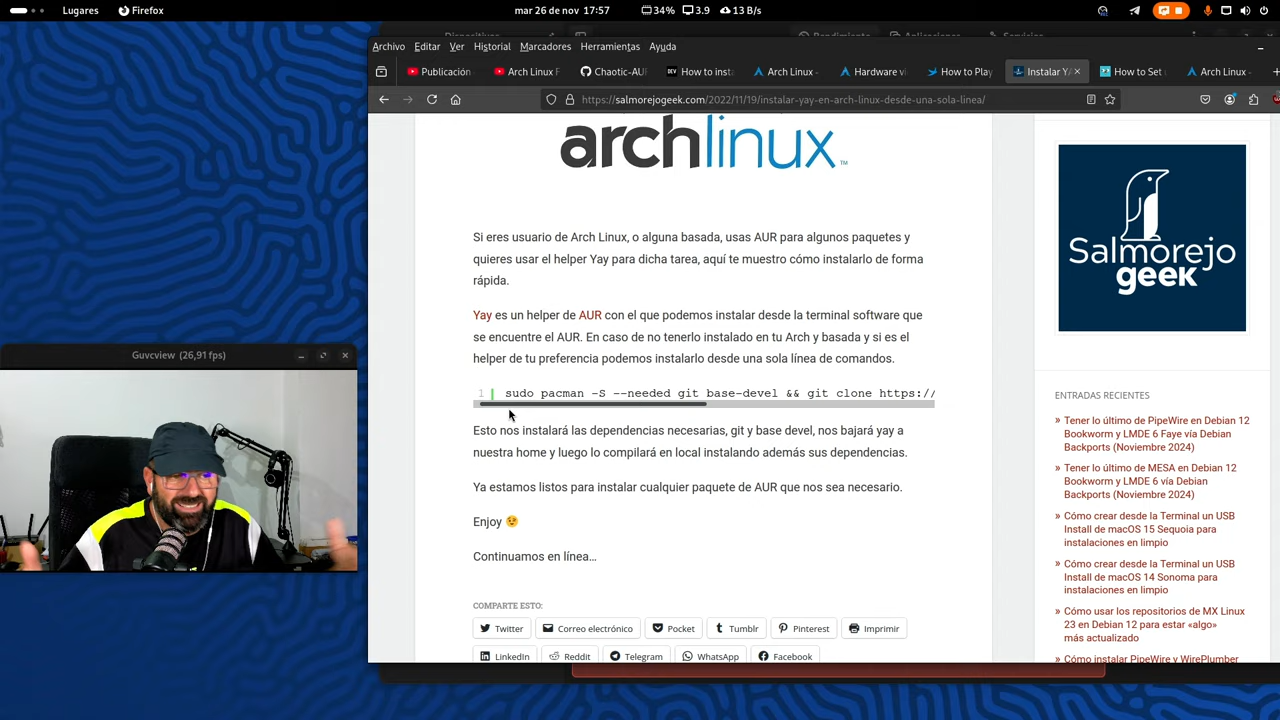 Lugares
Firefox
mar 26 de nov 17:57
34%
3.9
13 B/s
Archivo Editar Ver Historial Marcadores Herramientas Ayuda
Publicación
Arch Linux F
Chaotic-AUR
How to insta
Arch Linux -
Hardware vi
How to Play
Instalar YA
How to Set
Arch Linux -
https://salmorejogeek.com/2022/11/19/instalar-yay-en-arch-linux-desde-una-sola-linea/
archlinux™
Si eres usuario de Arch Linux, o alguna basada, usas AUR para algunos paquetes y
quieres usar el helper Yay para dicha tarea, aquí te muestro cómo instalarlo de forma
rápida.
Yay es un helper de AUR con el que podemos instalar desde la terminal software que
se encuentre el AUR. En caso de no tenerlo instalado en tu Arch y basada y si es el
helper de tu preferencia podemos instalarlo desde una sola línea de comandos.
1 sudo pacman -S --needed git base-devel && git clone https://
Esto nos instalará las dependencias necesarias, git y base devel, nos bajará yay a
nuestra home y luego lo compilará en local instalando además sus dependencias.
Ya estamos listos para instalar cualquier paquete de AUR que nos sea necesario.
Enjoy 😉
Continuamos en línea…
COMPARTE ESTO:
Twitter
Correo electrónico
Pocket
Tumblr
Pinterest
Imprimir
LinkedIn
Reddit
Telegram
WhatsApp
Facebook
Salmorejo
geek
ENTRADAS RECIENTES
» Tener lo último de PipeWire en Debian 12
Bookworm y LMDE 6 Faye vía Debian
Backports (Noviembre 2024)
» Tener lo último de MESA en Debian 12
Bookworm y LMDE 6 vía Debian
Backports (Noviembre 2024)
» Cómo crear desde la Terminal un USB
Install de macOS 15 Sequoia para
instalaciones en limpio
» Cómo crear desde la Terminal un USB
Install de macOS 14 Sonoma para
instalaciones en limpio
» Cómo usar los repositorios de MX Linux
23 en Debian 12 para estar «algo»
más actualizado
» Cómo instalar PipeWire y WirePlumber
Guvcview (26,91 fps)